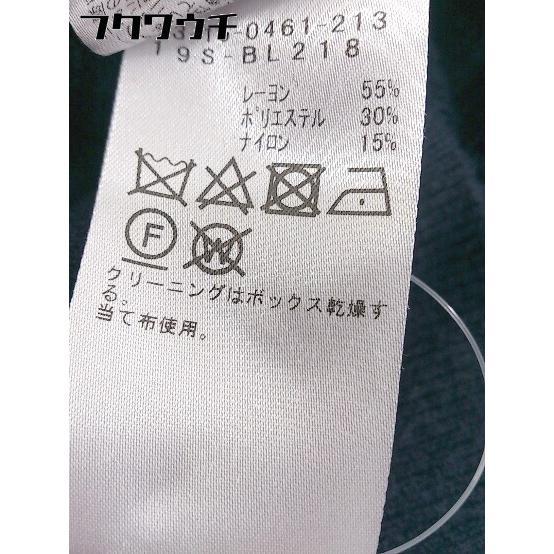 フクワウチ
0461-213
19S-BL218
レーヨン 55%
ポリエステル 30%
ナイロン 15%
F W
クリーニングはボックス乾燥す
る。
当て布使用。